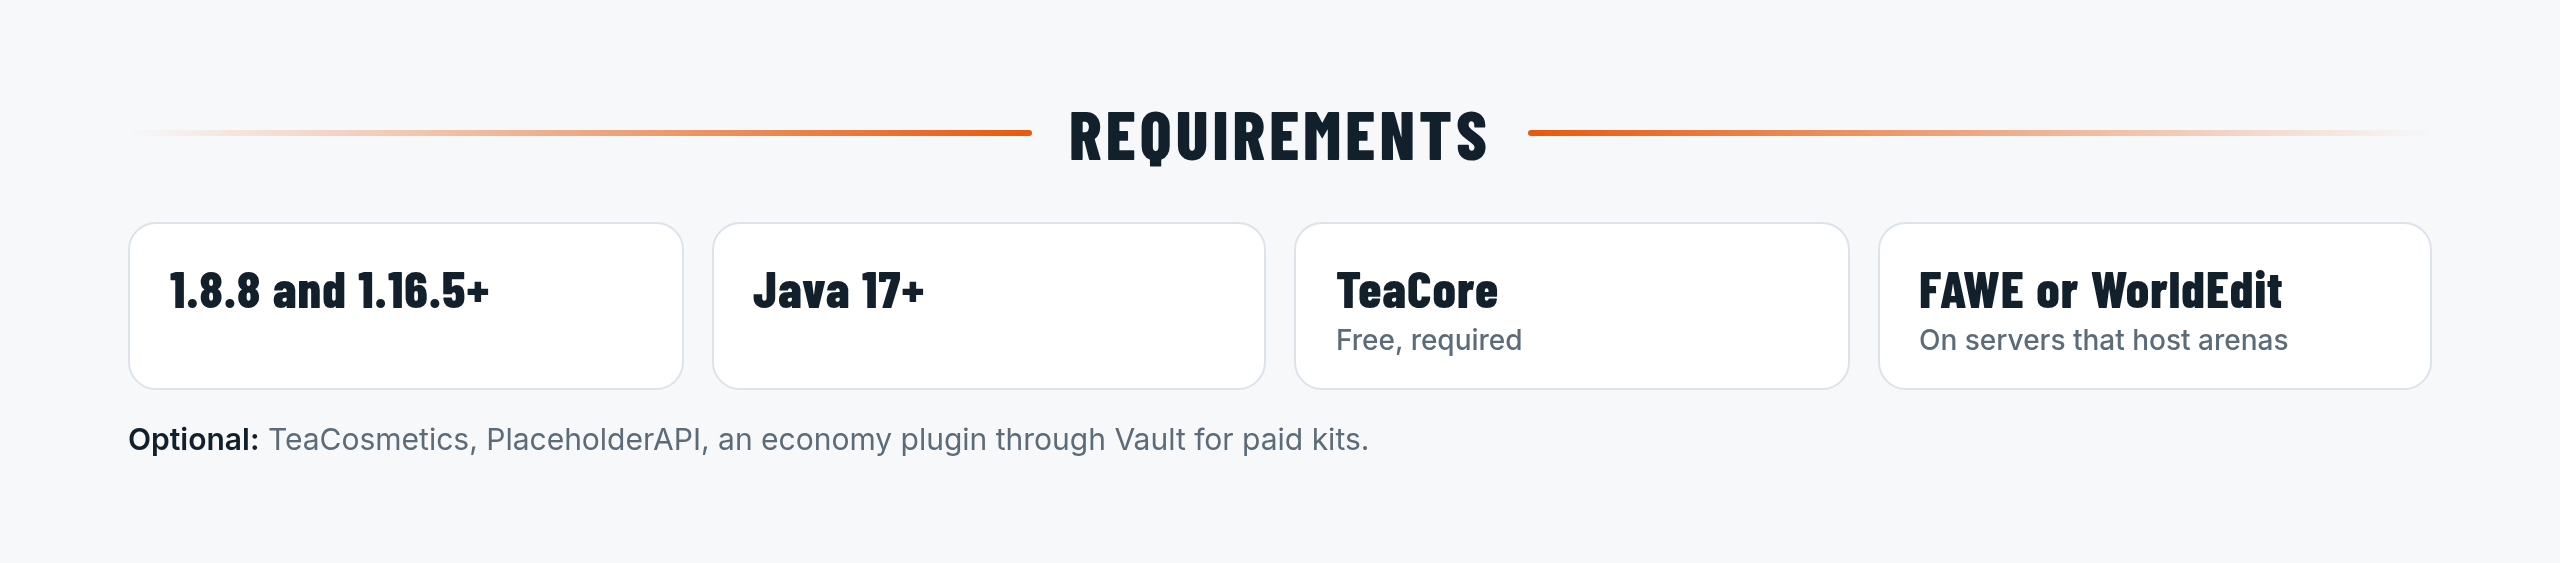 REQUIREMENTS
1.8.8 and 1.16.5+
Java 17+
TeaCore
Free, required
FAWE or WorldEdit
On servers that host arenas
Optional: TeaCosmetics, PlaceholderAPI, an economy plugin through Vault for paid kits.